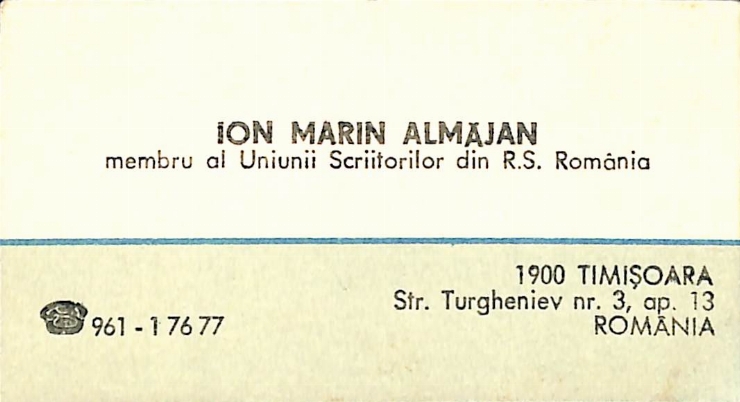 ION MARIN ALMĂJAN
membru al Uniunii Scriitorilor din R.S. România
1900 TIMIȘOARA
Str. Turgheniev nr. 3, ap. 13
961 - 1 76 77
ROMÂNIA